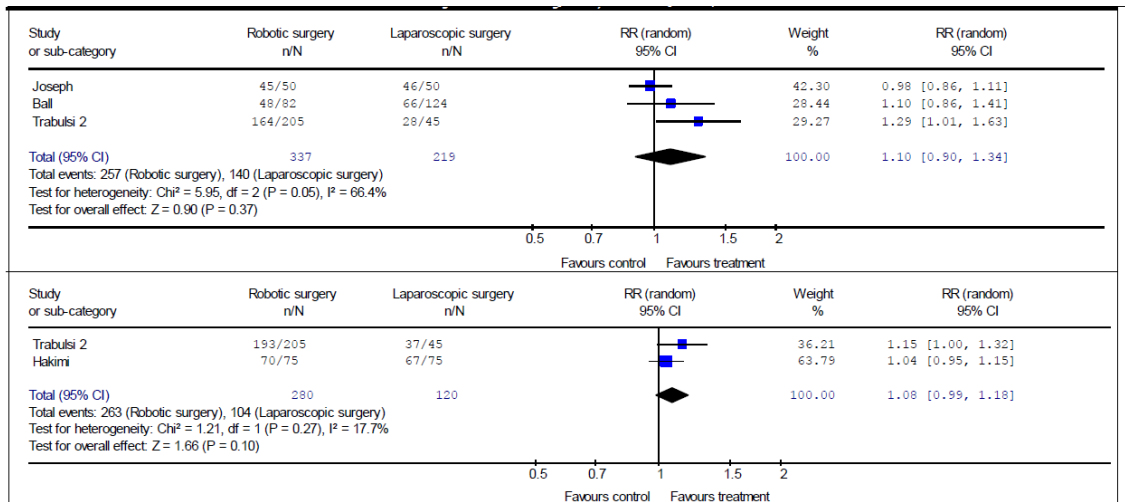 Study Robotic surgery Laparoscopic surgery RR (random) Weight RR (random)
or sub-category n/N n/N 95% CI % 95% CI
Joseph 45/50 46/50 42.30 0.98 [0.86, 1.11]
Ball 48/82 66/124 28.44 1.10 [0.86, 1.41]
Trabulsi 2 164/205 28/45 29.27 1.29 [1.01, 1.63]
Total (95% CI) 337 219 100.00 1.10 [0.90, 1.34]
Total events: 257 (Robotic surgery), 140 (Laparoscopic surgery)
Test for heterogeneity: Chi² = 5.95, df = 2 (P = 0.05), I² = 66.4%
Test for overall effect: Z = 0.90 (P = 0.37)
0.5 0.7 1 1.5 2
Favours control Favours treatment
Study Robotic surgery Laparoscopic surgery RR (random) Weight RR (random)
or sub-category n/N n/N 95% CI % 95% CI
Trabulsi 2 193/205 37/45 36.21 1.15 [1.00, 1.32]
Hakimi 70/75 67/75 63.79 1.04 [0.95, 1.15]
Total (95% CI) 280 120 100.00 1.08 [0.99, 1.18]
Total events: 263 (Robotic surgery), 104 (Laparoscopic surgery)
Test for heterogeneity: Chi² = 1.21, df = 1 (P = 0.27), I² = 17.7%
Test for overall effect: Z = 1.66 (P = 0.10)
0.5 0.7 1 1.5 2
Favours control Favours treatment